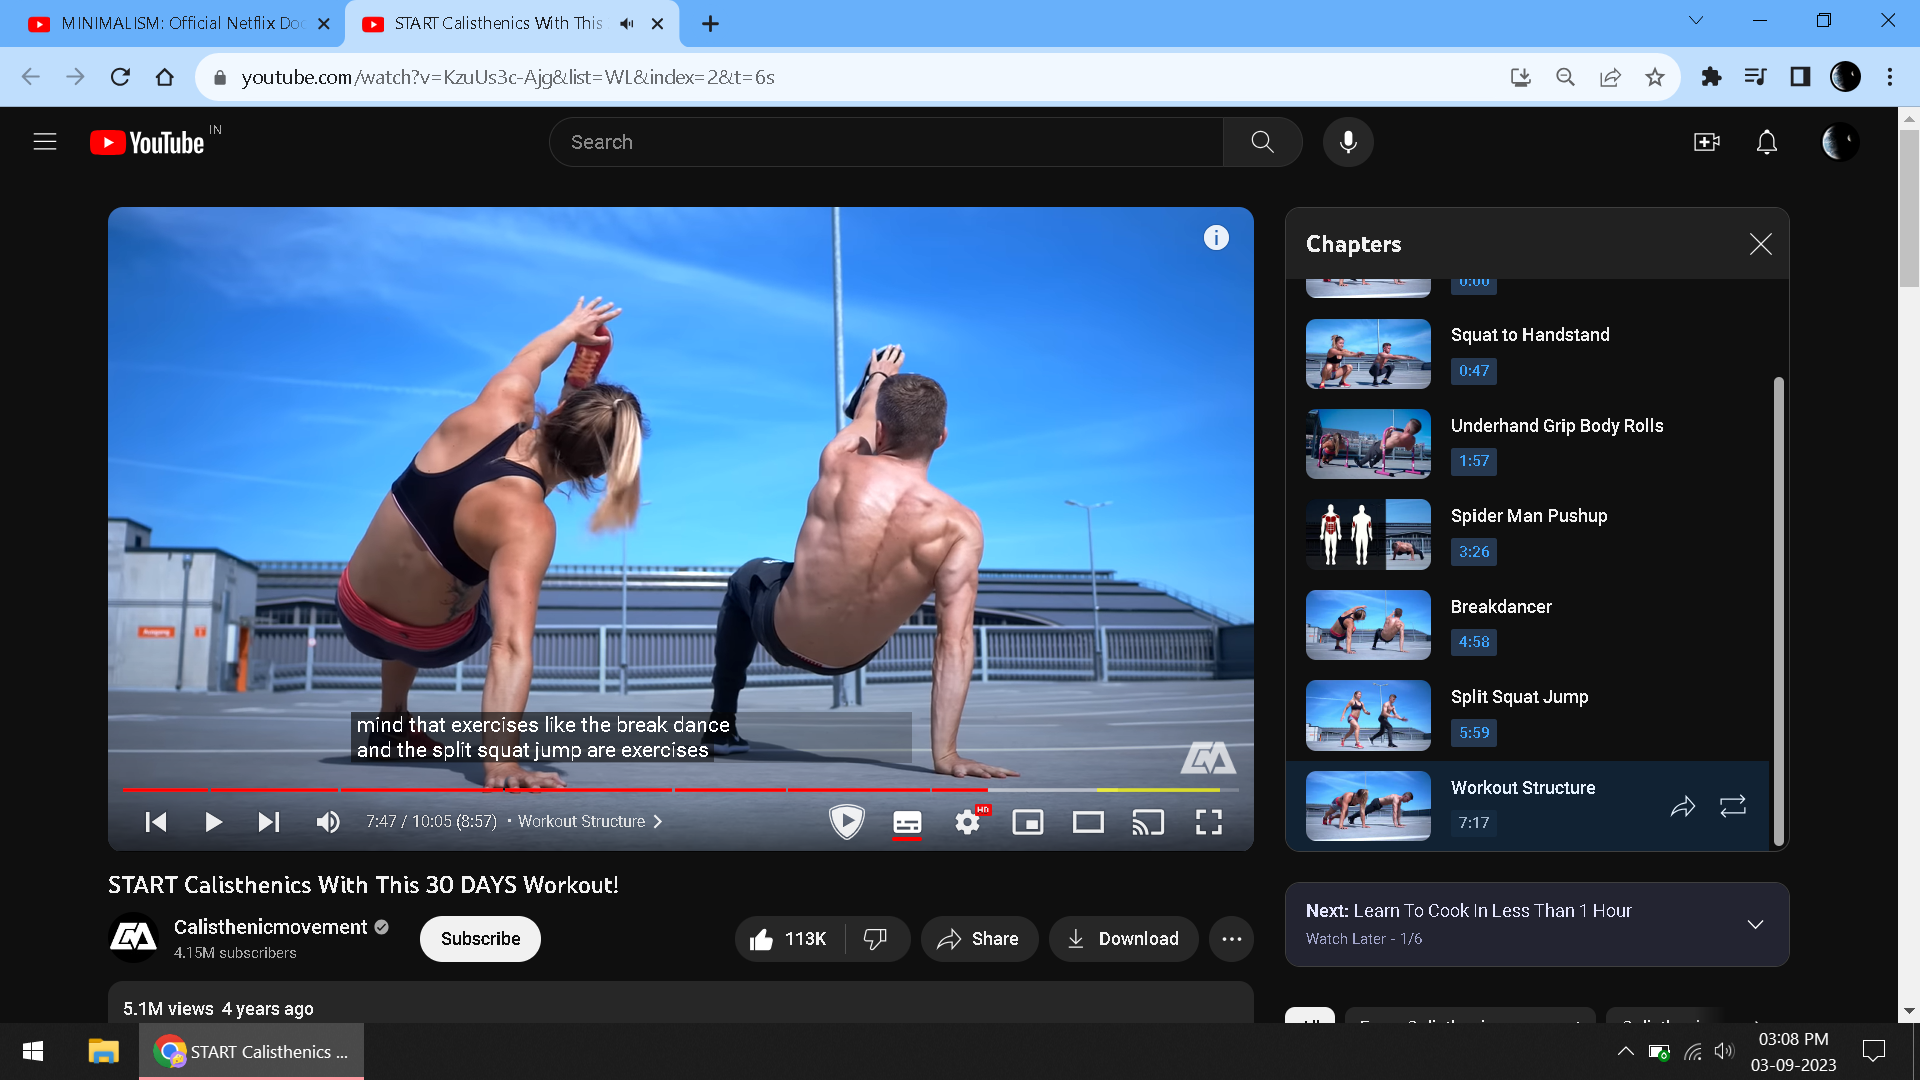 MINIMALISM: Official Netflix Do
START Calisthenics With This
youtube.com/watch?v=KzuUs3c-Ajg&list=WL&index=2&t=6s
YouTube IN
Search
Chapters
0:00
Squat to Handstand
0:47
Underhand Grip Body Rolls
1:57
Spider Man Pushup
3:26
Breakdancer
4:58
Split Squat Jump
5:59
Workout Structure
7:17
mind that exercises like the break dance
and the split squat jump are exercises
HD
7:47 / 10:05 (8:57) • Workout Structure
START Calisthenics With This 30 DAYS Workout!
Calisthenicmovement
4.15M subscribers
Subscribe
113K
Share
Download
Next: Learn To Cook In Less Than 1 Hour
Watch Later - 1/6
5.1M views 4 years ago
START Calisthenics ...
03:08 PM
03-09-2023